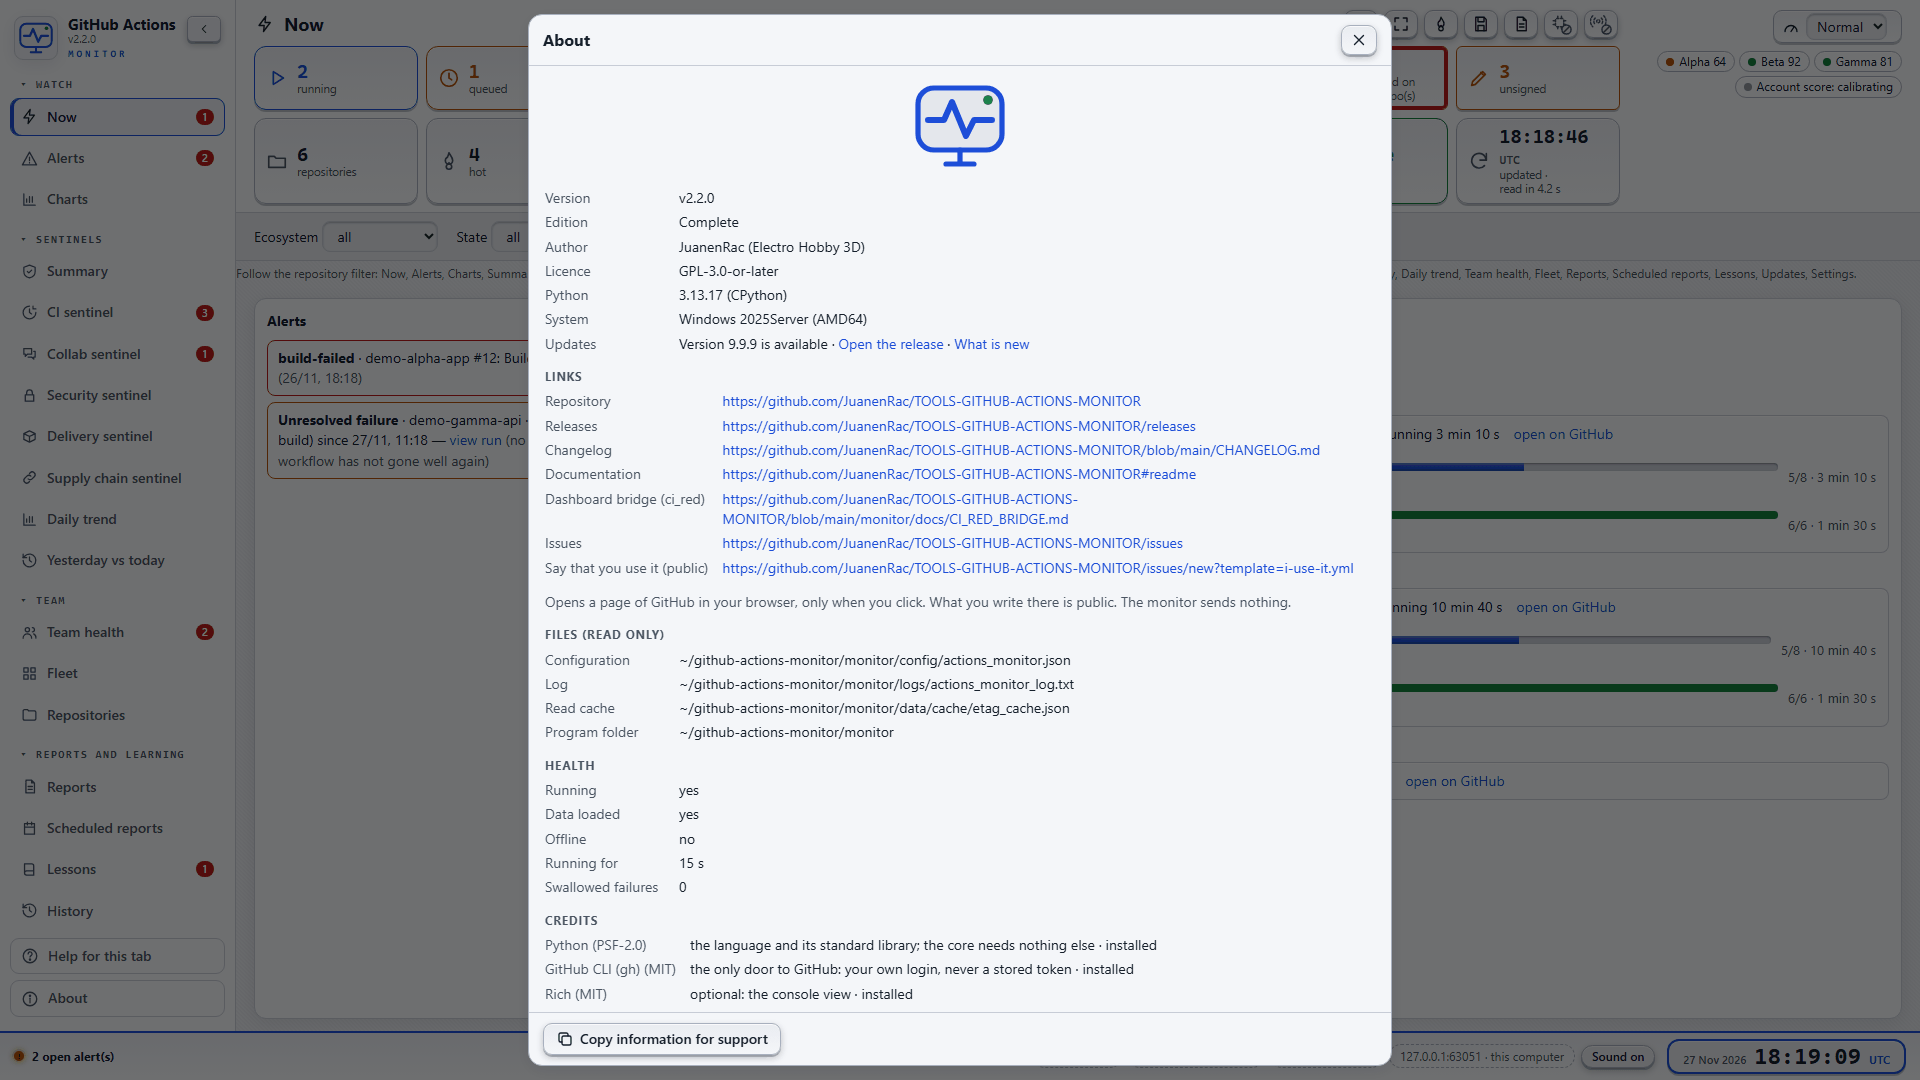 GitHub Actions
v2.2.0
MONITOR
WATCH
Now 1
Alerts 2
Charts
SENTINELS
Summary
CI sentinel 3
Collab sentinel 1
Security sentinel
Delivery sentinel
Supply chain sentinel
Daily trend
Yesterday vs today
TEAM
Team health 2
Fleet
Repositories
REPORTS AND LEARNING
Reports
Scheduled reports
Lessons 1
History
Help for this tab
About
2 open alert(s)
Now
2
running
1
queued
6
repositories
4
hot
Ecosystem all State all
Follow the repository filter: Now, Alerts, Charts, Summa
Alerts
build-failed · demo-alpha-app #12: Buil
(26/11, 18:18)
Unresolved failure · demo-gamma-api ·
build) since 27/11, 11:18 — view run (no
workflow has not gone well again)
About
Version v2.2.0
Edition Complete
Author JuanenRac (Electro Hobby 3D)
Licence GPL-3.0-or-later
Python 3.13.17 (CPython)
System Windows 2025Server (AMD64)
Updates Version 9.9.9 is available · Open the release · What is new
LINKS
Repository https://github.com/JuanenRac/TOOLS-GITHUB-ACTIONS-MONITOR
Releases https://github.com/JuanenRac/TOOLS-GITHUB-ACTIONS-MONITOR/releases
Changelog https://github.com/JuanenRac/TOOLS-GITHUB-ACTIONS-MONITOR/blob/main/CHANGELOG.md
Documentation https://github.com/JuanenRac/TOOLS-GITHUB-ACTIONS-MONITOR#readme
Dashboard bridge (ci_red) https://github.com/JuanenRac/TOOLS-GITHUB-ACTIONS-
MONITOR/blob/main/monitor/docs/CI_RED_BRIDGE.md
Issues https://github.com/JuanenRac/TOOLS-GITHUB-ACTIONS-MONITOR/issues
Say that you use it (public) https://github.com/JuanenRac/TOOLS-GITHUB-ACTIONS-MONITOR/issues/new?template=i-use-it.yml
Opens a page of GitHub in your browser, only when you click. What you write there is public. The monitor sends nothing.
FILES (READ ONLY)
Configuration ~/github-actions-monitor/monitor/config/actions_monitor.json
Log ~/github-actions-monitor/monitor/logs/actions_monitor_log.txt
Read cache ~/github-actions-monitor/monitor/data/cache/etag_cache.json
Program folder ~/github-actions-monitor/monitor
HEALTH
Running yes
Data loaded yes
Offline no
Running for 15 s
Swallowed failures 0
CREDITS
Python (PSF-2.0) the language and its standard library; the core needs nothing else · installed
GitHub CLI (gh) (MIT) the only door to GitHub: your own login, never a stored token · installed
Rich (MIT) optional: the console view · installed
Copy information for support
Normal
d on
3
unsigned
Alpha 64 Beta 92 Gamma 81
Account score: calibrating
18:18:46
UTC
updated ·
read in 4.2 s
, Daily trend, Team health, Fleet, Reports, Scheduled reports, Lessons, Updates, Settings.
unning 3 min 10 s open on GitHub
5/8 · 3 min 10 s
6/6 · 1 min 30 s
nning 10 min 40 s open on GitHub
5/8 · 10 min 40 s
6/6 · 1 min 30 s
open on GitHub
127.0.0.1:63051 · this computer
Sound on
27 Nov 2026 18:19:09 UTC